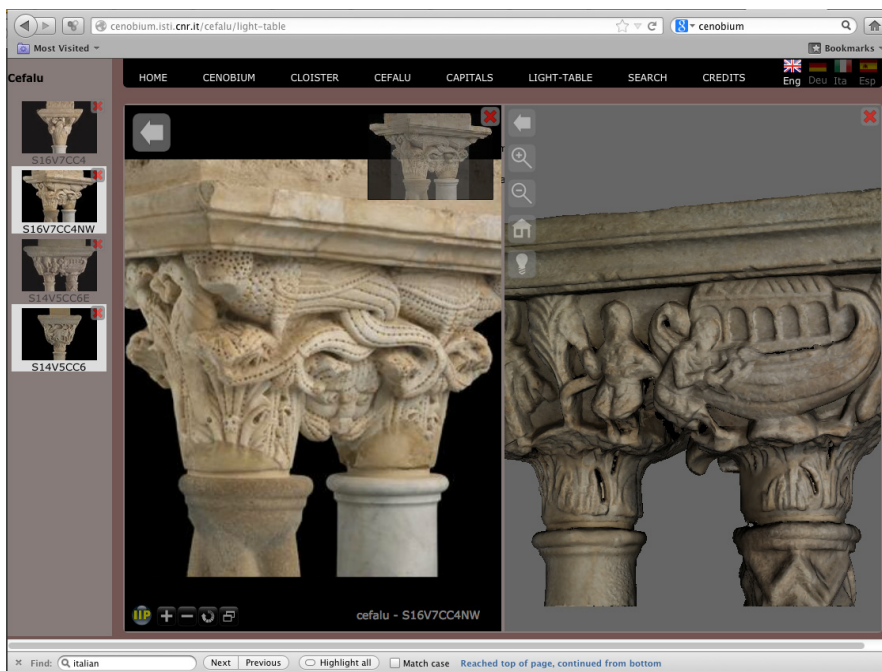 cenobium.isti.cnr.it/cefalu/light-table
cenobium
Most Visited
Bookmarks
Cefalu
HOME CENOBIUM CLOISTER CEFALU CAPITALS LIGHT-TABLE SEARCH CREDITS
Eng Deu Ita Esp
S16V7CC4
S16V7CC4NW
S14V5CC6E
S14V5CC6
IIP
cefalu - S16V7CC4NW
Find: italian Next Previous Highlight all Match case Reached top of page, continued from bottom